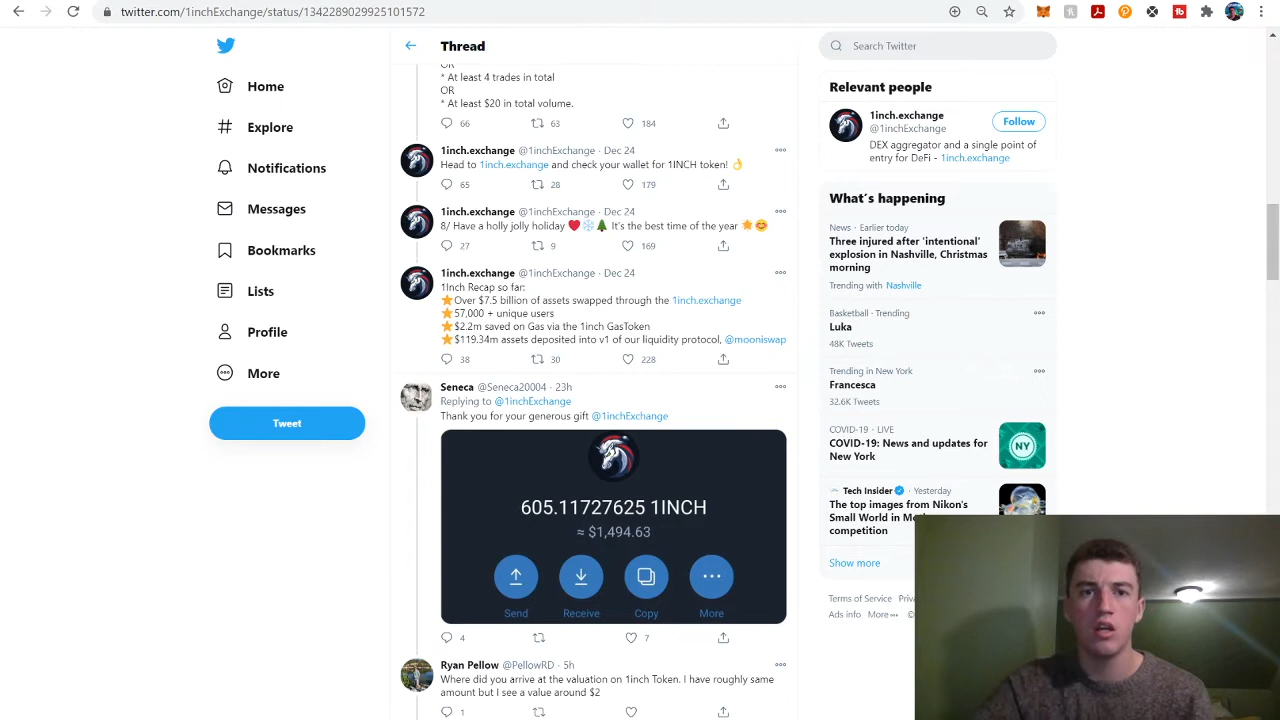 twitter.com/1inchExchange/status/1342289029925101572
Home
Explore
Notifications
Messages
Bookmarks
Lists
Profile
More
Tweet
Thread
OR
* At least 4 trades in total
OR
* At least $20 in total volume.
66 63 184
1inch.exchange @1inchExchange · Dec 24
Head to 1inch.exchange and check your wallet for 1INCH token! 👌
65 28 179
1inch.exchange @1inchExchange · Dec 24
8/ Have a holly jolly holiday ❤️❄️🎄 It's the best time of the year ⭐😊
27 9 169
1inch.exchange @1inchExchange · Dec 24
1Inch Recap so far:
⭐Over $7.5 billion of assets swapped through the 1inch.exchange
⭐57,000 + unique users
⭐$2.2m saved on Gas via the 1inch GasToken
⭐$119.34m assets deposited into v1 of our liquidity protocol, @mooniswap
38 30 228
Seneca @Seneca20004 · 23h
Replying to @1inchExchange
Thank you for your generous gift @1inchExchange
605.11727625 1INCH
≈ $1,494.63
Send Receive Copy More
4 7
Ryan Pellow @PellowRD · 5h
Where did you arrive at the valuation on 1inch Token. I have roughly same
amount but I see a value around $2
1
Search Twitter
Relevant people
1inch.exchange
@1inchExchange
Follow
DEX aggregator and a single point of
entry for DeFi - 1inch.exchange
What's happening
News · Earlier today
Three injured after 'intentional'
explosion in Nashville, Christmas
morning
Trending with Nashville
Basketball · Trending
Luka
48K Tweets
Trending in New York
Francesca
32.6K Tweets
COVID-19 · LIVE
COVID-19: News and updates for
New York
NY
Tech Insider · Yesterday
The top images from Nikon's
Small World in
competition
Show more
Terms of Service
Ad info More